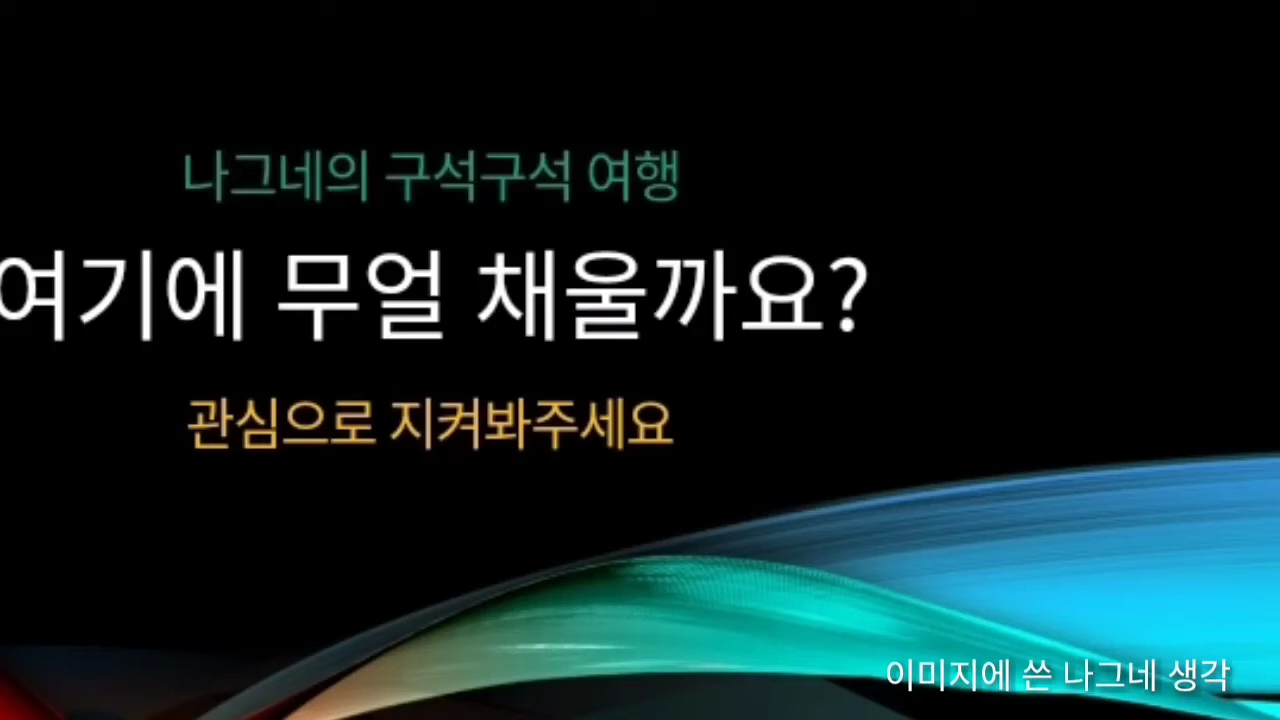 나그네의 구석구석 여행
여기에 무얼 채울까요?
관심으로 지켜봐주세요
이미지에 쓴 나그네 생각